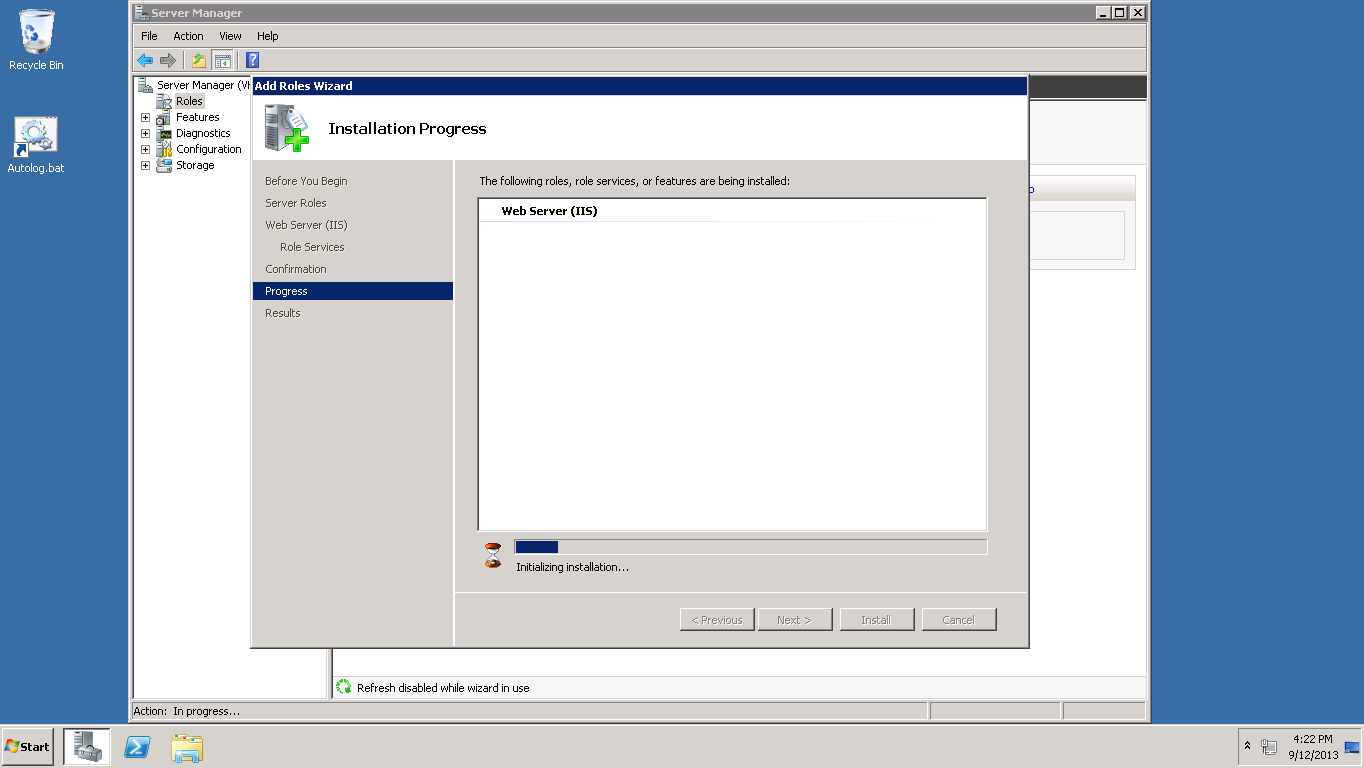 Recycle Bin
Autolog.bat
Server Manager
File Action View Help
Server Manager (
Roles
Features
Diagnostics
Configuration
Storage
Add Roles Wizard
Installation Progress
Before You Begin
Server Roles
Web Server (IIS)
Role Services
Confirmation
Progress
Results
The following roles, role services, or features are being installed:
Web Server (IIS)
Initializing installation...
< Previous Next > Install Cancel
Refresh disabled while wizard in use
Action: In progress...
Start
4:22 PM
9/12/2013